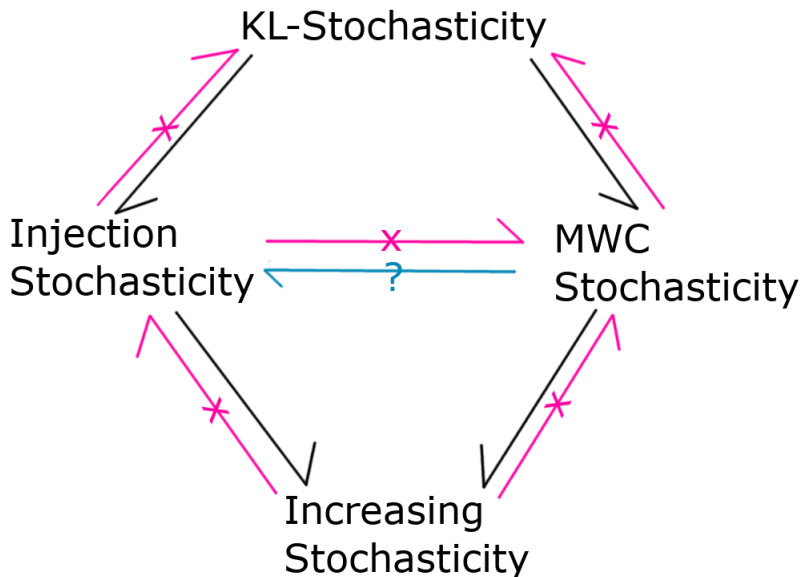 KL-Stochasticity
x
x
Injection
Stochasticity
x
?
MWC
Stochasticity
x
x
Increasing
Stochasticity